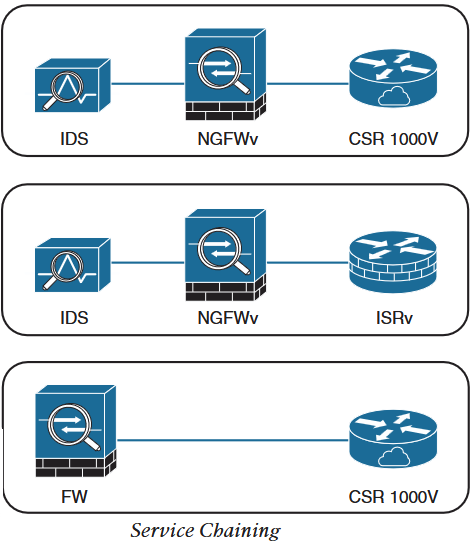 IDS NGFWv CSR 1000V
IDS NGFWv ISRv
FW CSR 1000V
Service Chaining